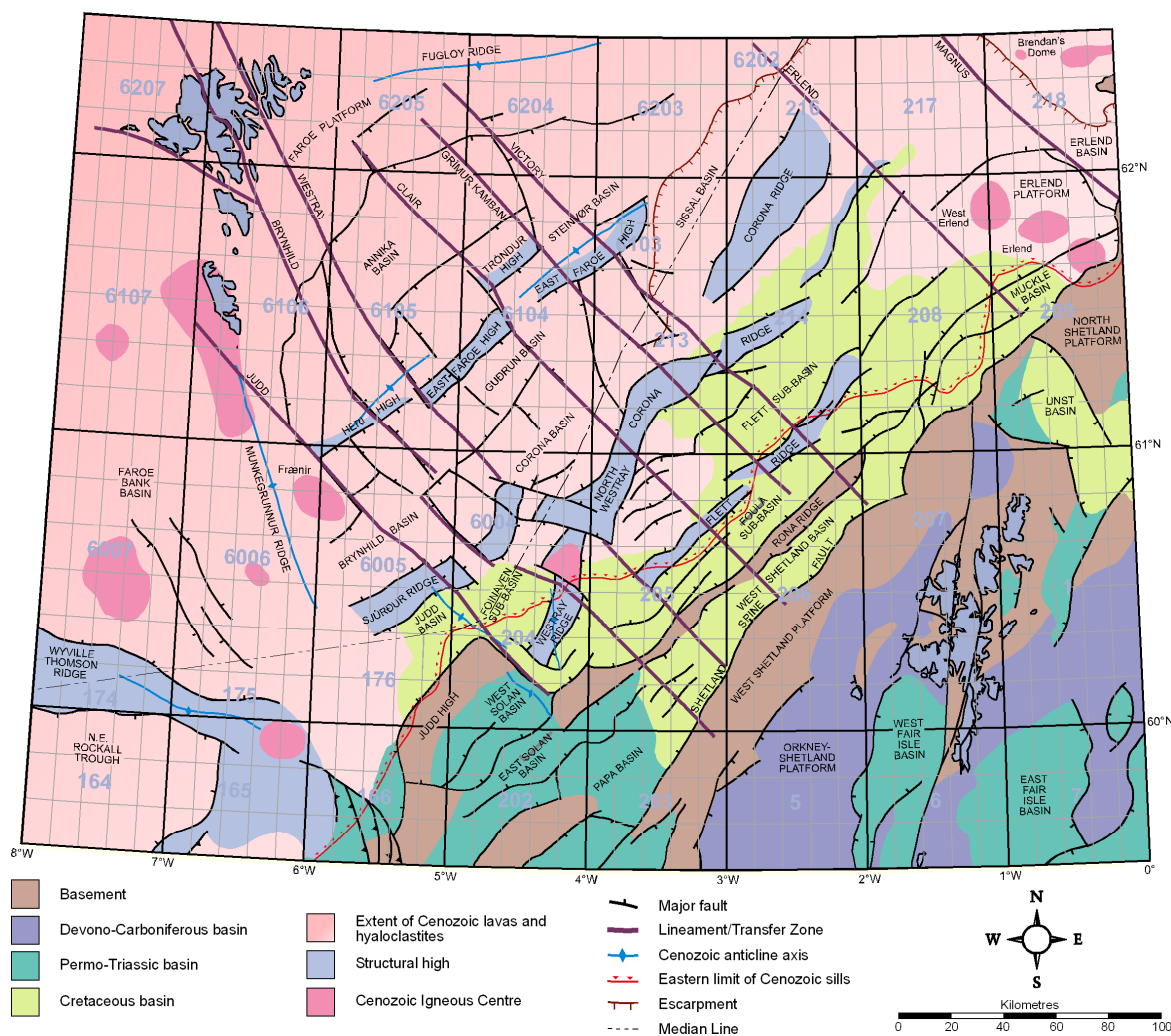 FUGLOY RIDGE
Brendan's
Dome
6202
ERLEND
MAGNUS
6207
6205
6204
6203
216
217
218
FAROE PLATFORM
ERLEND
BASIN
VICTORY
GRIMUR KAMBAN
CLAIR
WESTRAY
BRYNHILD
STEINVØR BASIN
SISSAL BASIN
CORONA RIDGE
62°N
ERLEND
PLATFORM
West
Erlend
Erlend
ANNIKA
BASIN
TRONDUR
HIGH
EAST FAROE HIGH
6103
MUCKLE
BASIN
6107
6106
6105
6104
213
214
208
209
NORTH
SHETLAND
PLATFORM
EAST FAROE HIGH
GUDRUN BASIN
RIDGE
JUDD
HERI HIGH
CORONA
FLETT SUB-BASIN
UNST
BASIN
61°N
CORONA BASIN
RIDGE
FAROE
BANK
BASIN
Frænir
MUNKEGRUNNUR RIDGE
NORTH
WESTRAY
FLETT
FOULA
SUB-BASIN
RONA RIDGE
6004
207
BRYNHILD BASIN
WEST SHETLAND BASIN
6007
6006
6005
SPINE
FAULT
SJÚRÐUR RIDGE
JUDD
BASIN
FOINAVEN
SUB-BASIN
205
206
WEST
SHETLAND
WESTRAY
RIDGE
204
WEST SHETLAND PLATFORM
WYVILLE
THOMSON
RIDGE
174
175
176
JUDD HIGH
WEST
SOLAN
BASIN
60°N
N.E.
ROCKALL
TROUGH
EAST SOLAN
BASIN
PAPA BASIN
ORKNEY-
SHETLAND
PLATFORM
WEST
FAIR
ISLE
BASIN
EAST
FAIR
ISLE
BASIN
164
165
166
202
203
5
6
7
8°W
7°W
6°W
5°W
4°W
3°W
2°W
1°W
0°
Basement
Devono-Carboniferous basin
Permo-Triassic basin
Cretaceous basin
Extent of Cenozoic lavas and
hyaloclastites
Structural high
Cenozoic Igneous Centre
Major fault
Lineament/Transfer Zone
Cenozoic anticline axis
Eastern limit of Cenozoic sills
Escarpment
Median Line
N
W
E
S
Kilometres
0 20 40 60 80 100